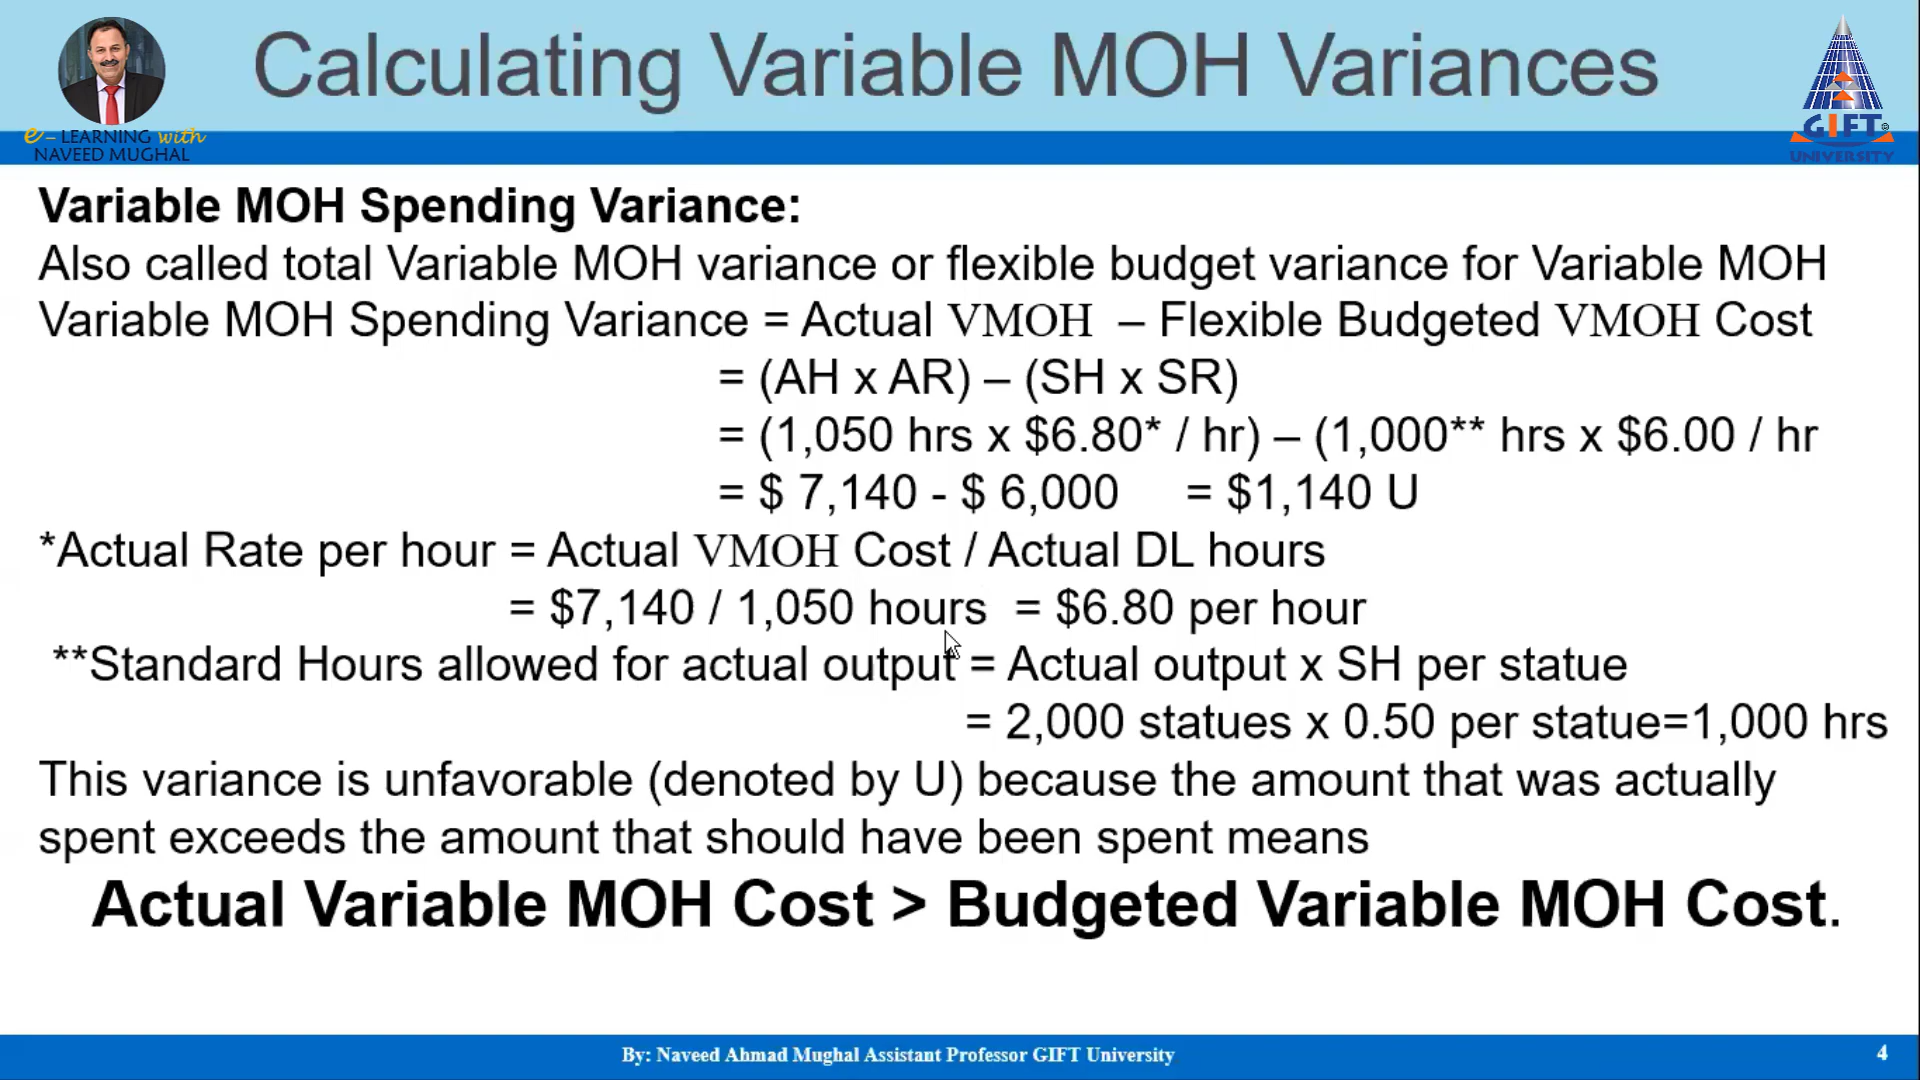 Calculating Variable MOH Variances
e – LEARNING with
NAVEED MUGHAL
GIFT
UNIVERSITY
Variable MOH Spending Variance:
Also called total Variable MOH variance or flexible budget variance for Variable MOH
Variable MOH Spending Variance = Actual VMOH – Flexible Budgeted VMOH Cost
= (AH x AR) – (SH x SR)
= (1,050 hrs x $6.80* / hr) – (1,000** hrs x $6.00 / hr
= $ 7,140 - $ 6,000 = $1,140 U
*Actual Rate per hour = Actual VMOH Cost / Actual DL hours
= $7,140 / 1,050 hours = $6.80 per hour
**Standard Hours allowed for actual output = Actual output x SH per statue
= 2,000 statues x 0.50 per statue=1,000 hrs
This variance is unfavorable (denoted by U) because the amount that was actually
spent exceeds the amount that should have been spent means
Actual Variable MOH Cost > Budgeted Variable MOH Cost.
By: Naveed Ahmad Mughal Assistant Professor GIFT University
4